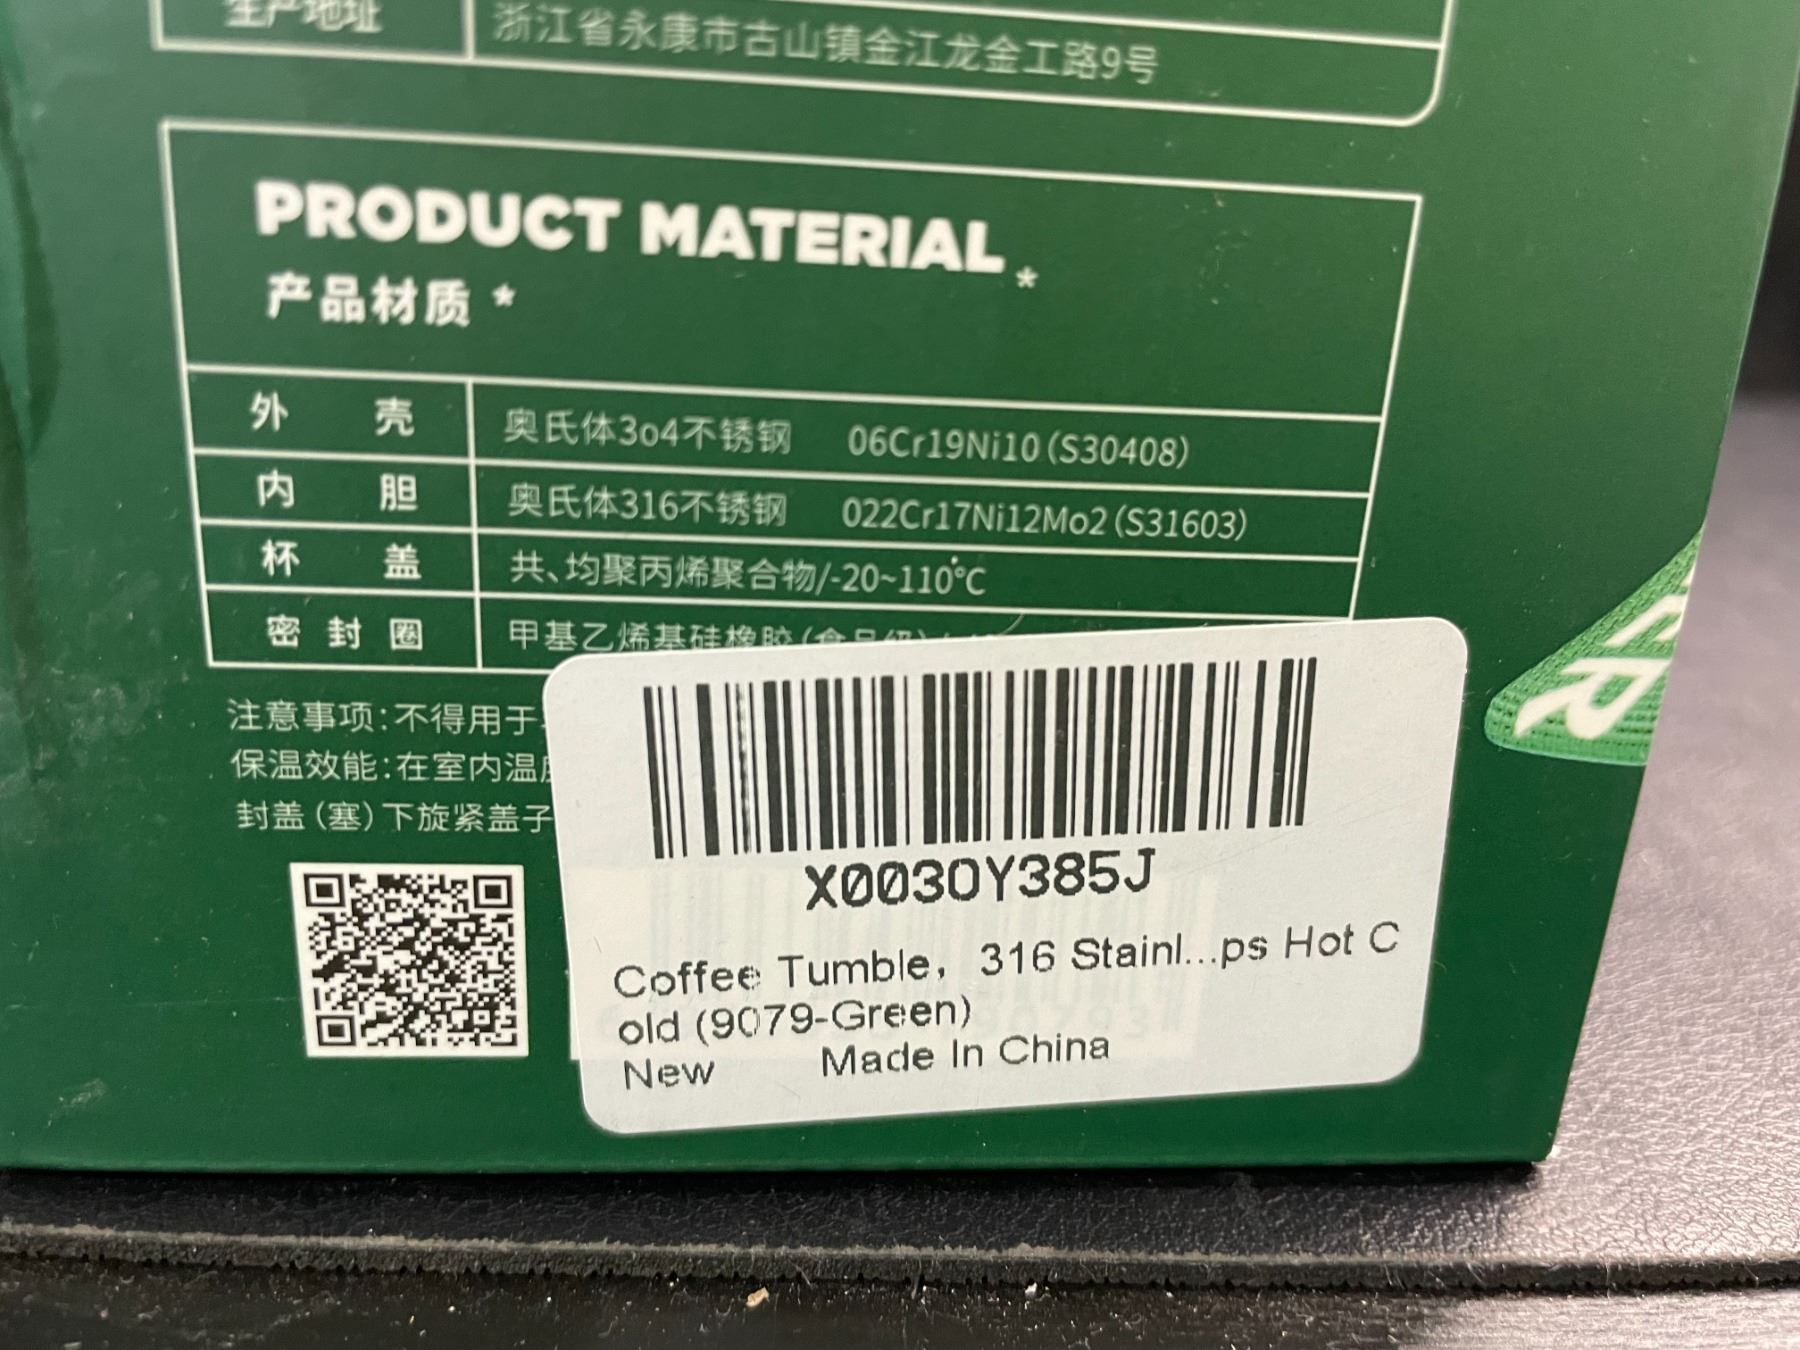 生产地址 浙江省永康市古山镇金江龙金工路9号
PRODUCT MATERIAL *
产品材质 *
外 壳 奥氏体3o4不锈钢 06Cr19Ni10(S30408)
内 胆 奥氏体316不锈钢 022Cr17Ni12Mo2(S31603)
杯 盖 共、均聚丙烯聚合物/-20~110°C
密 封 圈 甲基乙烯基硅橡胶(食品级)
注意事项:不得用于
保温效能:在室内温度
封盖(塞)下旋紧盖子
X003OY385J
Coffee Tumble, 316 Stainl...ps Hot C
old (9079-Green)
New Made In China